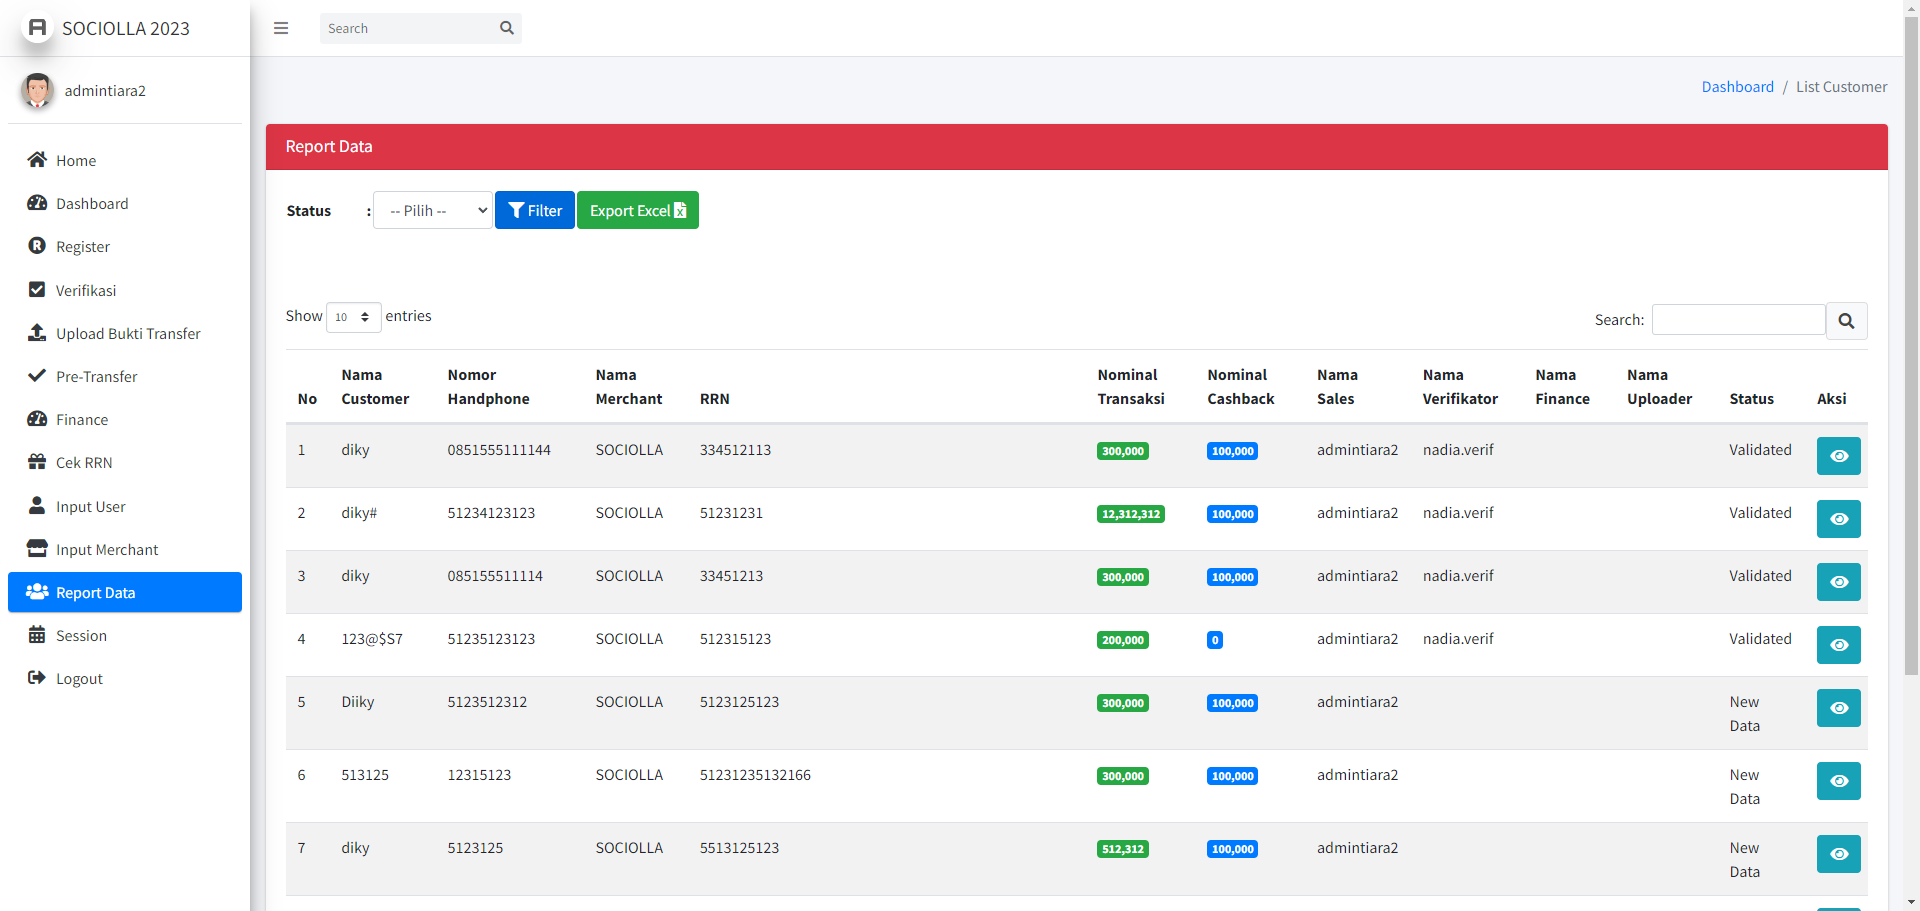 SOCIOLLA 2023
Search
admintiara2
Dashboard / List Customer
Home
Dashboard
Register
Verifikasi
Upload Bukti Transfer
Pre-Transfer
Finance
Cek RRN
Input User
Input Merchant
Report Data
Session
Logout
Report Data
Status : -- Pilih -- Filter Export Excel
Show 10 entries
Search:
No Nama Customer Nomor Handphone Nama Merchant RRN Nominal Transaksi Nominal Cashback Nama Sales Nama Verifikator Nama Finance Nama Uploader Status Aksi
1 diky 0851555111144 SOCIOLLA 334512113 300,000 100,000 admintiara2 nadia.verif Validated
2 diky# 51234123123 SOCIOLLA 51231231 12,312,312 100,000 admintiara2 nadia.verif Validated
3 diky 085155511114 SOCIOLLA 33451213 300,000 100,000 admintiara2 nadia.verif Validated
4 123@$S7 51235123123 SOCIOLLA 512315123 200,000 0 admintiara2 nadia.verif Validated
5 Diiky 5123512312 SOCIOLLA 5123125123 300,000 100,000 admintiara2 New Data
6 513125 12315123 SOCIOLLA 51231235132166 300,000 100,000 admintiara2 New Data
7 diky 5123125 SOCIOLLA 5513125123 512,312 100,000 admintiara2 New Data